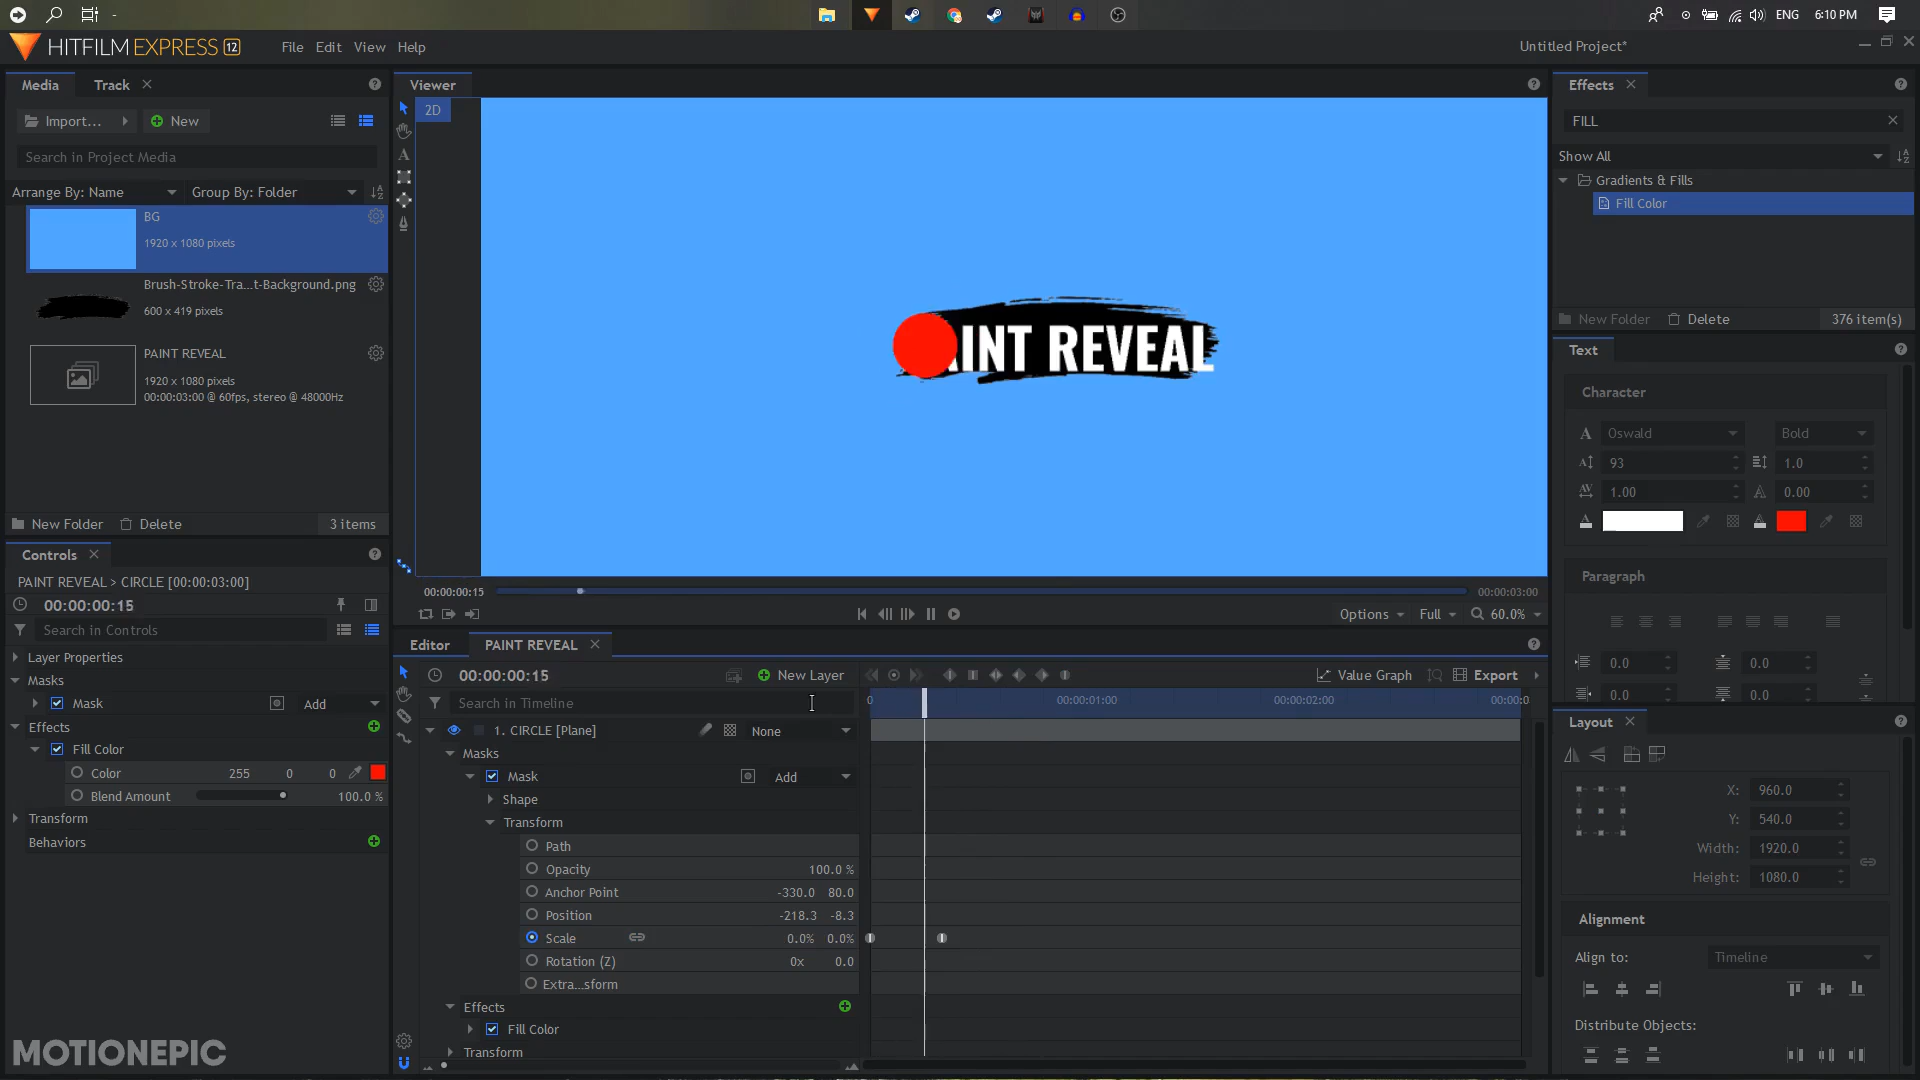 ENG
6:10 PM
HITFILM EXPRESS 12
File Edit View Help
Untitled Project*
Media Track
Import... New
Search in Project Media
Arrange By: Name Group By: Folder
BG
1920 x 1080 pixels
Brush-Stroke-Tra...t-Background.png
600 x 419 pixels
PAINT REVEAL
1920 x 1080 pixels
00:00:03:00 @ 60fps, stereo @ 48000Hz
New Folder Delete 3 items
Controls
PAINT REVEAL > CIRCLE [00:00:03:00]
00:00:00:15
Search in Controls
Layer Properties
Masks
Mask Add
Effects
Fill Color
Color 255 0 0
Blend Amount 100.0 %
Transform
Behaviors
MOTIONEPIC
Viewer
2D
AINT REVEAL
00:00:00:15 00:00:03:00
Options Full 60.0%
Editor PAINT REVEAL
00:00:00:15 New Layer Value Graph Export
Search in Timeline
0 00:00:01:00 00:00:02:00 00:00:0
1. CIRCLE [Plane] None
Masks
Mask Add
Shape
Transform
Path
Opacity 100.0 %
Anchor Point -330.0 80.0
Position -218.3 -8.3
Scale 0.0% 0.0%
Rotation (Z) 0x 0.0
Extra...sform
Effects
Fill Color
Transform
Effects
FILL
Show All
Gradients & Fills
Fill Color
New Folder Delete 376 item(s)
Text
Character
Oswald Bold
93 1.0
1.00 0.00
Paragraph
0.0 0.0
0.0 0.0
Layout
X: 960.0
Y: 540.0
Width: 1920.0
Height: 1080.0
Alignment
Align to: Timeline
Distribute Objects: